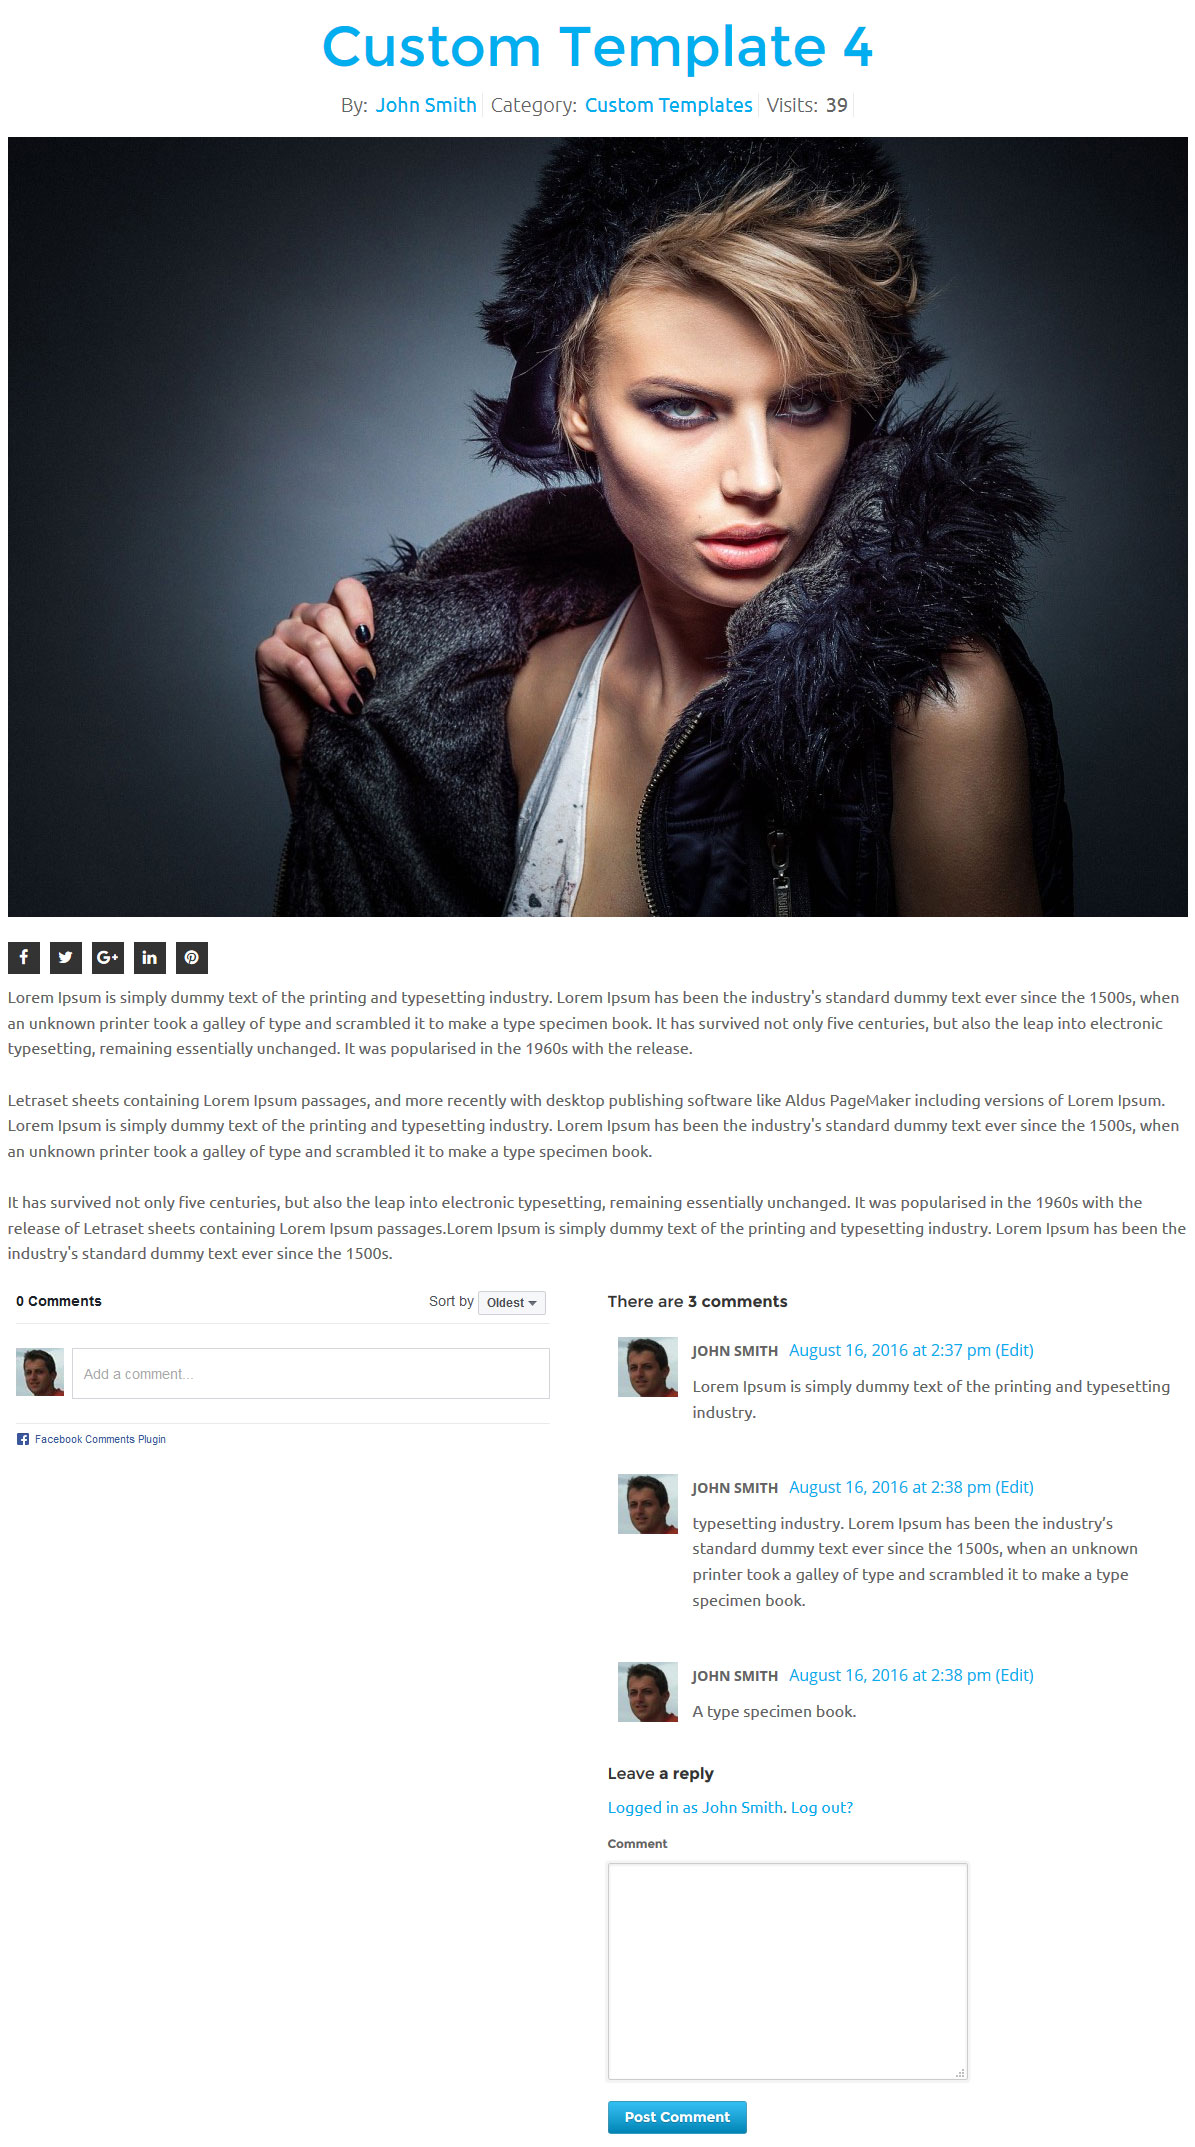 Custom Template 4
By: John Smith Category: Custom Templates Visits: 39
Lorem Ipsum is simply dummy text of the printing and typesetting industry. Lorem Ipsum has been the industry's standard dummy text ever since the 1500s, when
an unknown printer took a galley of type and scrambled it to make a type specimen book. It has survived not only five centuries, but also the leap into electronic
typesetting, remaining essentially unchanged. It was popularised in the 1960s with the release.
Letraset sheets containing Lorem Ipsum passages, and more recently with desktop publishing software like Aldus PageMaker including versions of Lorem Ipsum.
Lorem Ipsum is simply dummy text of the printing and typesetting industry. Lorem Ipsum has been the industry's standard dummy text ever since the 1500s, when
an unknown printer took a galley of type and scrambled it to make a type specimen book.
It has survived not only five centuries, but also the leap into electronic typesetting, remaining essentially unchanged. It was popularised in the 1960s with the
release of Letraset sheets containing Lorem Ipsum passages.Lorem Ipsum is simply dummy text of the printing and typesetting industry. Lorem Ipsum has been the
industry's standard dummy text ever since the 1500s.
0 Comments Sort by Oldest
Add a comment...
Facebook Comments Plugin
There are 3 comments
JOHN SMITH August 16, 2016 at 2:37 pm (Edit)
Lorem Ipsum is simply dummy text of the printing and typesetting
industry.
JOHN SMITH August 16, 2016 at 2:38 pm (Edit)
typesetting industry. Lorem Ipsum has been the industry’s
standard dummy text ever since the 1500s, when an unknown
printer took a galley of type and scrambled it to make a type
specimen book.
JOHN SMITH August 16, 2016 at 2:38 pm (Edit)
A type specimen book.
Leave a reply
Logged in as John Smith. Log out?
Comment
Post Comment